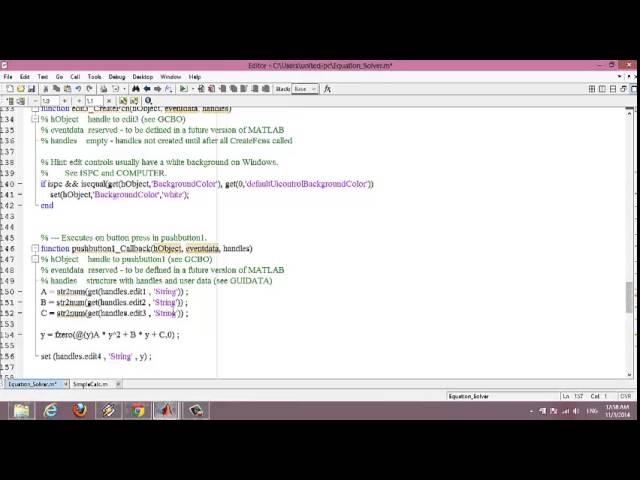 Editor - C:\Users\united-pc\Equation_Solver.m*
File Edit Text Go Cell Tools Debug Desktop Window Help
Stack: Base
1.0 1.1
133 function edit3_CreateFcn(hObject, eventdata, handles)
134 % hObject handle to edit3 (see GCBO)
135 % eventdata reserved - to be defined in a future version of MATLAB
136 % handles empty - handles not created until after all CreateFcns called
137
138 % Hint: edit controls usually have a white background on Windows.
139 % See ISPC and COMPUTER.
140 if ispc && isequal(get(hObject,'BackgroundColor'), get(0,'defaultUicontrolBackgroundColor'))
141 set(hObject,'BackgroundColor','white');
142 end
143
144
145 % --- Executes on button press in pushbutton1.
146 function pushbutton1_Callback(hObject, eventdata, handles)
147 % hObject handle to pushbutton1 (see GCBO)
148 % eventdata reserved - to be defined in a future version of MATLAB
149 % handles structure with handles and user data (see GUIDATA)
150 A = str2num(get(handles.edit1 , 'String')) ;
151 B = str2num(get(handles.edit2 , 'String')) ;
152 C = str2num(get(handles.edit3 , 'String')) ;
153
154 y = fzero(@(y)A * y^2 + B * y + C,0) ;
155
156 set (handles.edit4 , 'String' , y) ;
Equation_Solver.m* SimpleCalc.m
Equation_Solver Ln 157 Col 1 OVR
ENG 12:58 AM
11/3/2014